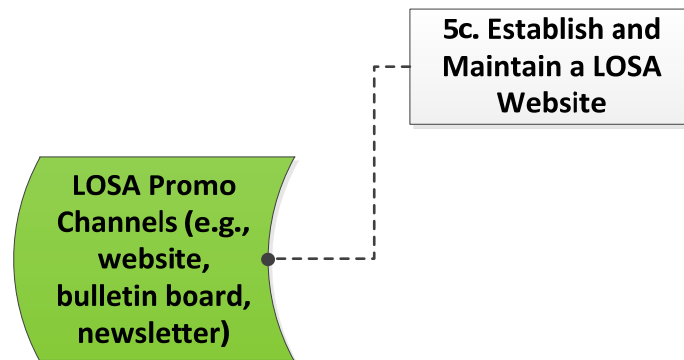 5c. Establish and
Maintain a LOSA
Website
LOSA Promo
Channels (e.g.,
website,
bulletin board,
newsletter)